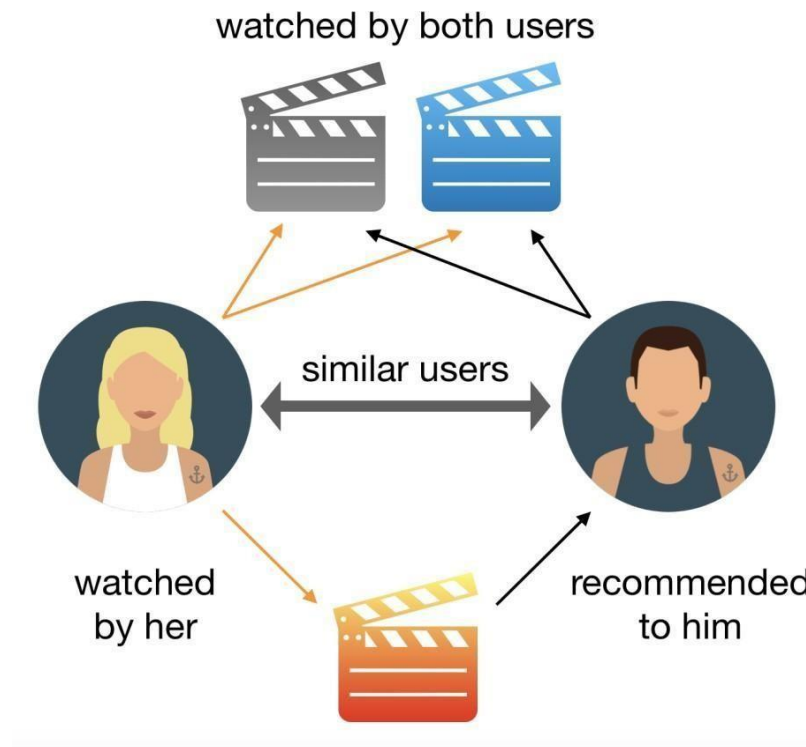 watched by both users
similar users
watched
by her
recommended
to him